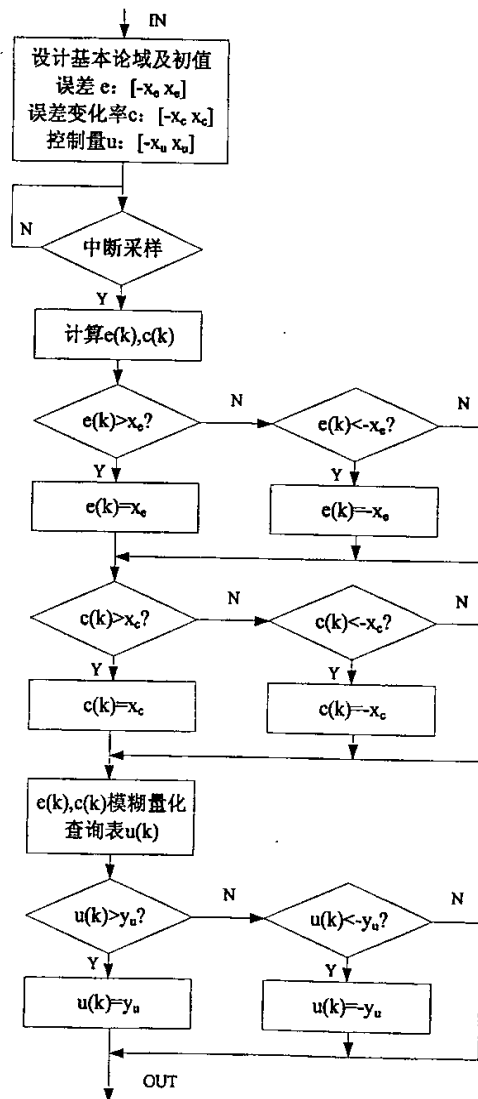 IN
设计基本论域及初值
误差 e：[-xe xe]
误差变化率c：[-xc xc]
控制量u：[-xu xu]
N
中断采样
Y
计算e(k),c(k)
e(k)>xe?
N
e(k)<-xe?
N
Y
Y
e(k)=xe
e(k)=-xe
c(k)>xc?
N
c(k)<-xc?
N
Y
Y
c(k)=xc
c(k)=-xc
e(k),c(k)模糊量化
查询表u(k)
u(k)>yu?
N
u(k)<-yu?
N
Y
Y
u(k)=yu
u(k)=-yu
OUT